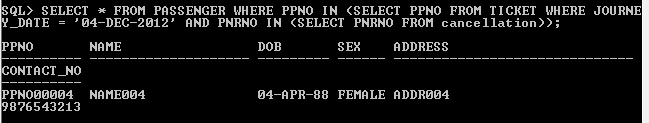 SQL> SELECT * FROM PASSENGER WHERE PPNO IN (SELECT PPNO FROM TICKET WHERE JOURNE
Y_DATE = '04-DEC-2012' AND PNRNO IN (SELECT PNRNO FROM cancellation));
PPNO NAME DOB SEX ADDRESS
---------- -------------------- --------- ------ ------------------------------
CONTACT_NO
----------
PPNO00004 NAME004 04-APR-88 FEMALE ADDR004
9876543213